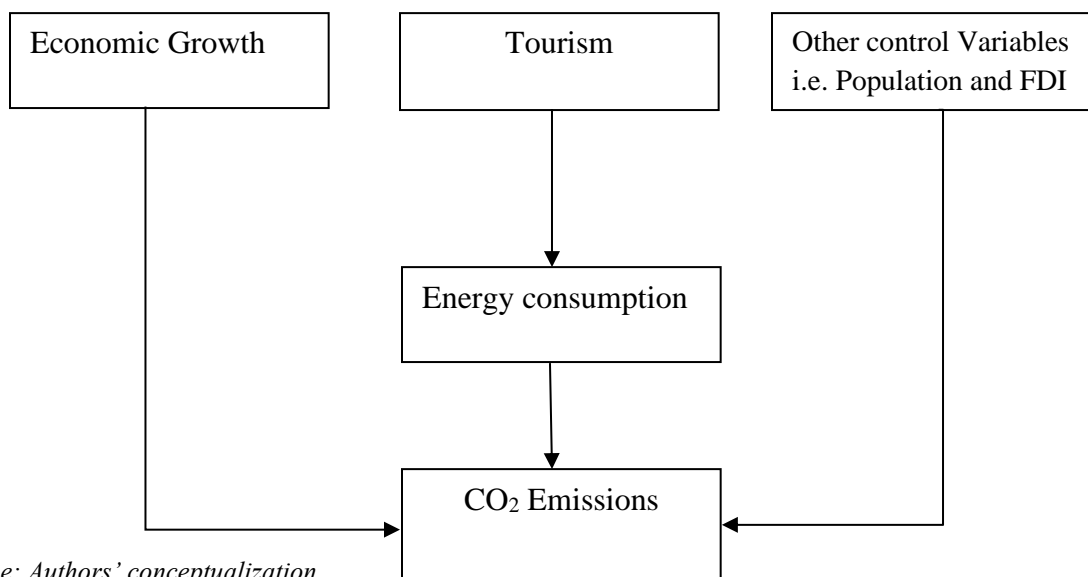 Economic Growth
Tourism
Other control Variables
i.e. Population and FDI
Energy consumption
CO₂ Emissions
e: Authors' conceptualization